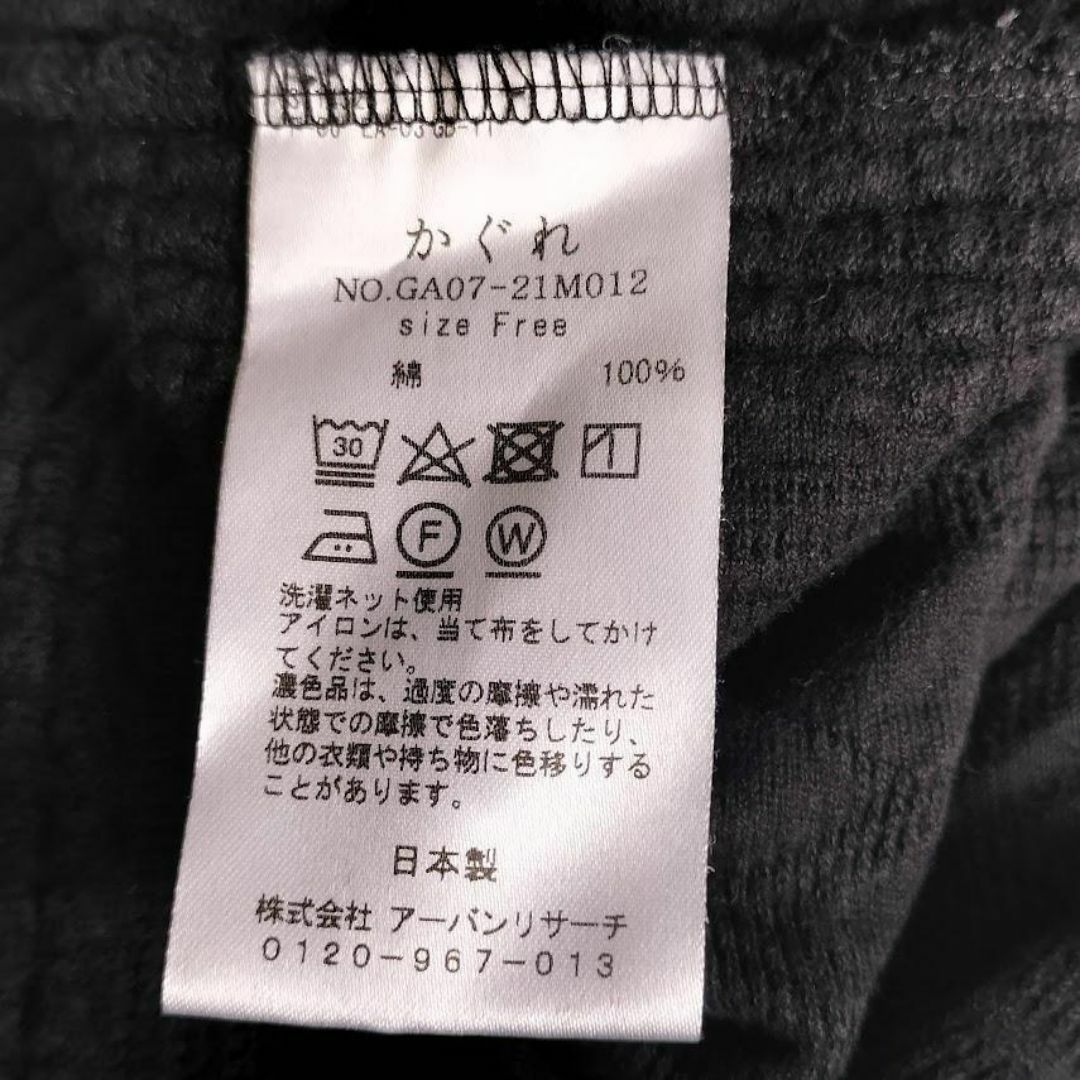 かぐれ
NO.GA07-21M012
size Free
綿 100%
30
F W
洗濯ネット使用
アイロンは、当て布をしてかけ
てください。
濃色品は、過度の摩擦や濡れた
状態での摩擦で色落ちしたり、
他の衣類や持ち物に色移りする
ことがあります。
日本製
株式会社 アーバンリサーチ
0120-967-013